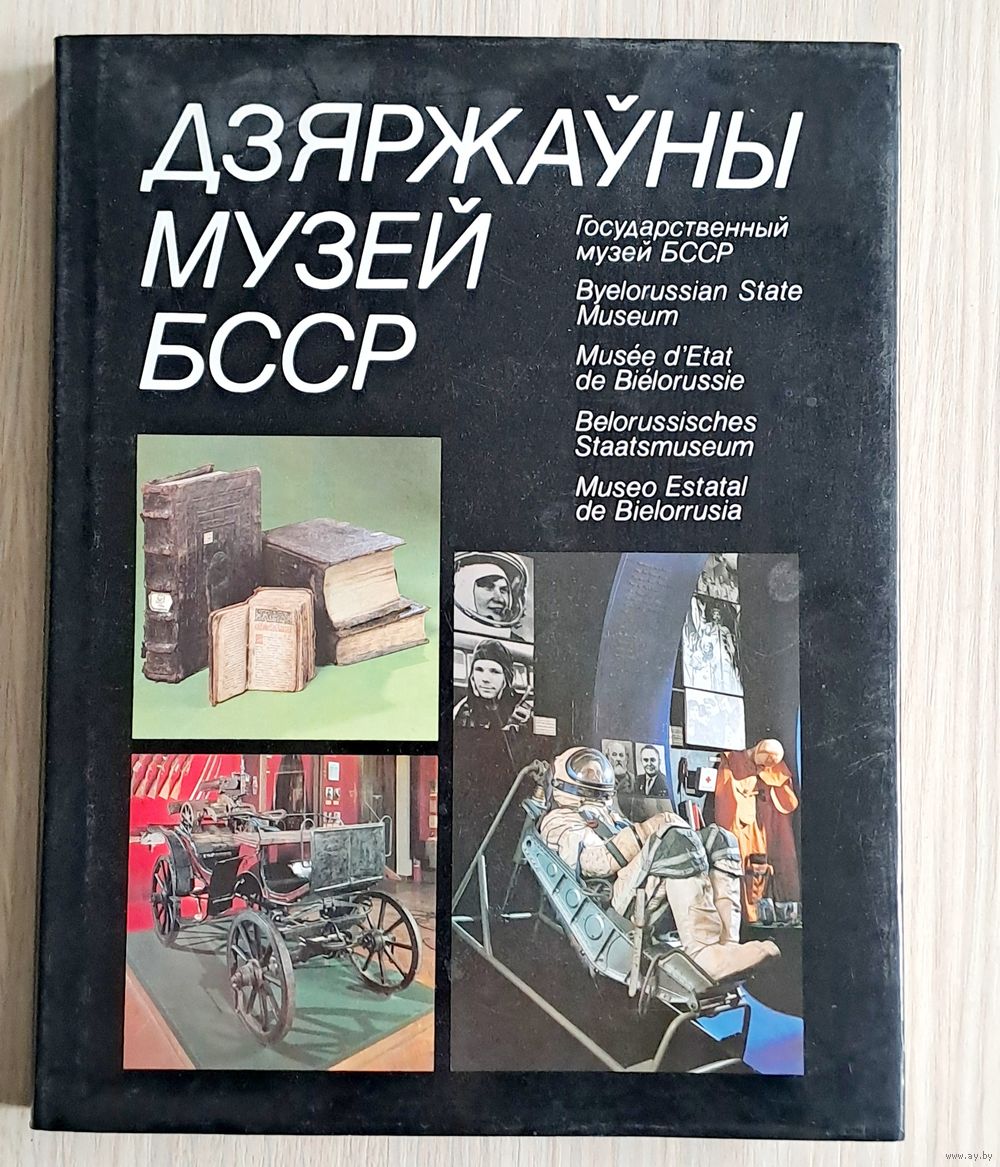 ДЗЯРЖАЎНЫ
МУЗЕЙ
БССР
Государственный
музей БССР
Byelorussian State
Museum
Musée d'Etat
de Biélorussie
Belorussisches
Staatsmuseum
Museo Estatal
de Bielorrusia
www.ay.by